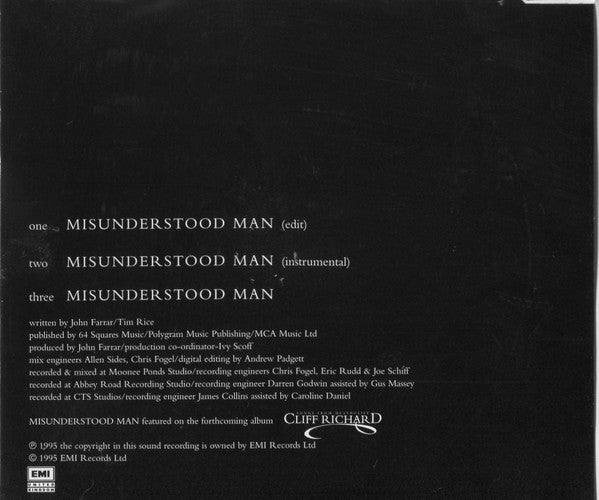 one MISUNDERSTOOD MAN (edit)
two MISUNDERSTOOD MAN (instrumental)
three MISUNDERSTOOD MAN
written by John Farrar/Tim Rice
published by 64 Squares Music/Polygram Music Publishing/MCA Music Ltd
produced by John Farrar/production co-ordinator-Ivy Scoff
mix engineers Allen Sides, Chris Fogel/digital editing by Andrew Padgett
recorded & mixed at Moonee Ponds Studio/recording engineers Chris Fogel, Eric Rudd & Joe Schiff
recorded at Abbey Road Recording Studio/recording engineer Darren Godwin assisted by Gus Massey
recorded at CTS Studios/recording engineer James Collins assisted by Caroline Daniel
SONGS FROM HEATHCLIFF
MISUNDERSTOOD MAN featured on the forthcoming album CLIFF RICHARD
℗ 1995 the copyright in this sound recording is owned by EMI Records Ltd
© 1995 EMI Records Ltd
EMI
UNITED
KINGDOM